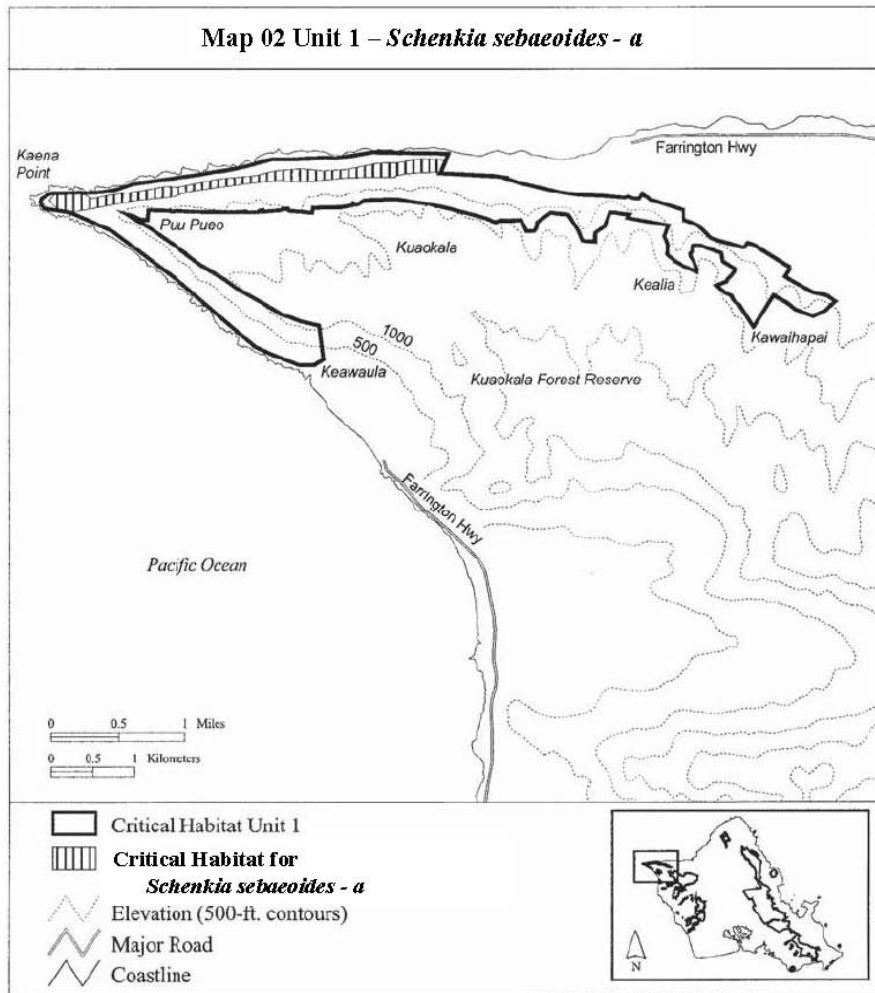 Map 02 Unit 1 – Schenkia sebaeoides - a
Kaena
Point
Farrington Hwy
Puu Pueo
Kuaokala
Kealia
Kawaihapai
1000
500
Keawaula
Kuaokala Forest Reserve
Farrington Hwy
Pacific Ocean
0 0.5 1 Miles
0 0.5 1 Kilometers
Critical Habitat Unit 1
Critical Habitat for
Schenkia sebaeoides - a
Elevation (500-ft. contours)
Major Road
Coastline
N